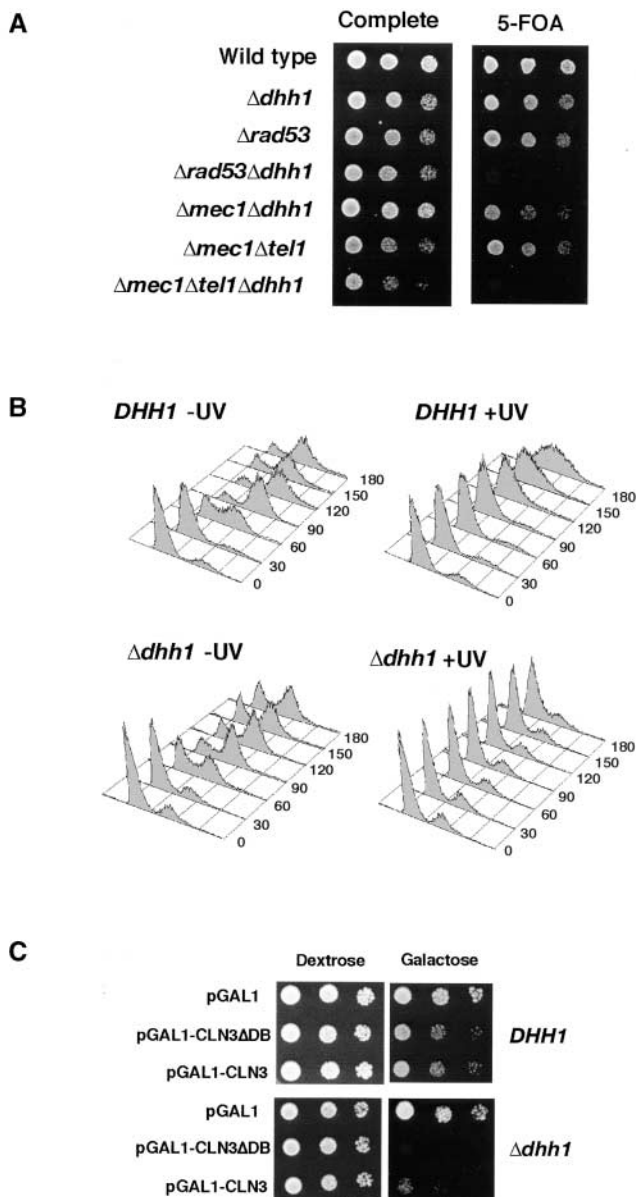 A
Complete
5-FOA
Wild type
Δdhh1
Δrad53
Δrad53Δdhh1
Δmec1Δdhh1
Δmec1Δtel1
Δmec1Δtel1Δdhh1
B
DHH1 -UV
DHH1 +UV
180
150
120
90
60
30
0
180
150
120
90
60
30
0
Δdhh1 -UV
Δdhh1 +UV
180
150
120
90
60
30
0
180
150
120
90
60
30
0
C
Dextrose
Galactose
pGAL1
pGAL1-CLN3ΔDB
DHH1
pGAL1-CLN3
pGAL1
pGAL1-CLN3ΔDB
Δdhh1
pGAL1-CLN3